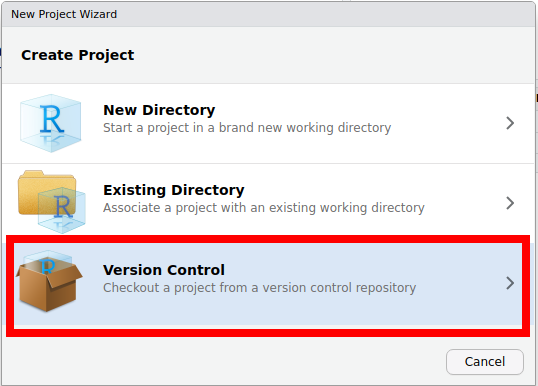 New Project Wizard
Create Project
New Directory
Start a project in a brand new working directory
Existing Directory
Associate a project with an existing working directory
Version Control
Checkout a project from a version control repository
Cancel